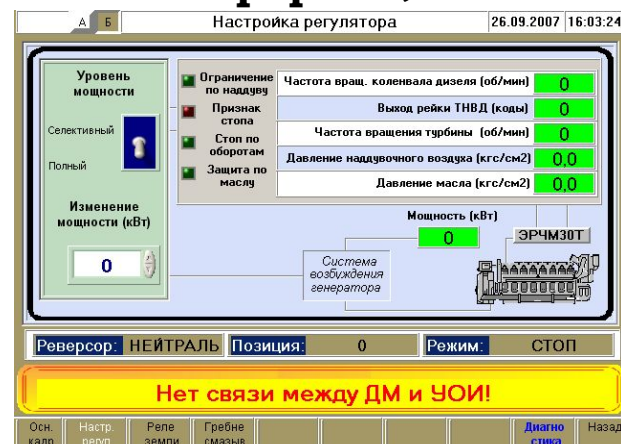 А Б Настройка регулятора 26.09.2007 16:03:24
Уровень
мощности
Селективный
Полный
Изменение
мощности (кВт)
0
Ограничение
по наддуву
Признак
стопа
Стоп по
оборотам
Защита по
маслу
Частота вращ. коленвала дизеля (об/мин) 0
Выход рейки ТНВД (коды) 0
Частота вращения турбины (об/мин) 0
Давление наддувочного воздуха (кгс/см2) 0,0
Давление масла (кгс/см2) 0,0
Мощность (кВт)
0
ЭРЧМ30Т
Система
возбуждения
генератора
Реверсор: НЕЙТРАЛЬ Позиция: 0 Режим: СТОП
Нет связи между ДМ и УОИ!
Осн.
кадр
Настр.
регул
Реле
земли
Гребне
смазыв
Диагно
стика
Назад